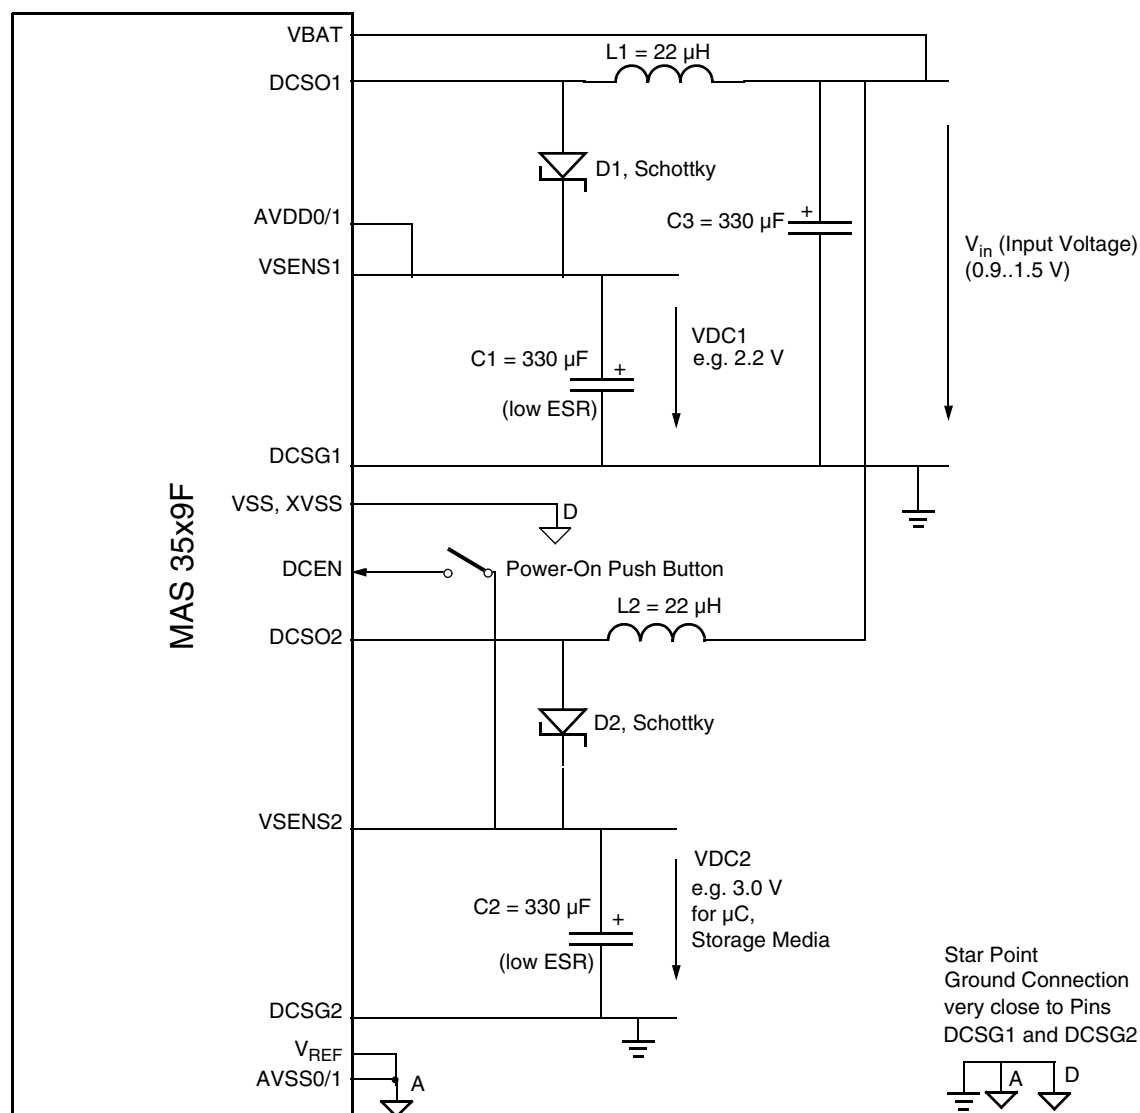 VBAT
L1 = 22 µH
DCSO1
D1, Schottky
AVDD0/1
C3 = 330 µF
+
V_in (Input Voltage)
(0.9..1.5 V)
VSENS1
VDC1
e.g. 2.2 V
C1 = 330 µF
+
(low ESR)
DCSG1
MAS 35x9F
VSS, XVSS
D
DCEN
Power-On Push Button
L2 = 22 µH
DCSO2
D2, Schottky
VSENS2
VDC2
e.g. 3.0 V
for µC,
Storage Media
C2 = 330 µF
+
(low ESR)
DCSG2
V_REF
AVSS0/1
A
Star Point
Ground Connection
very close to Pins
DCSG1 and DCSG2
A
D